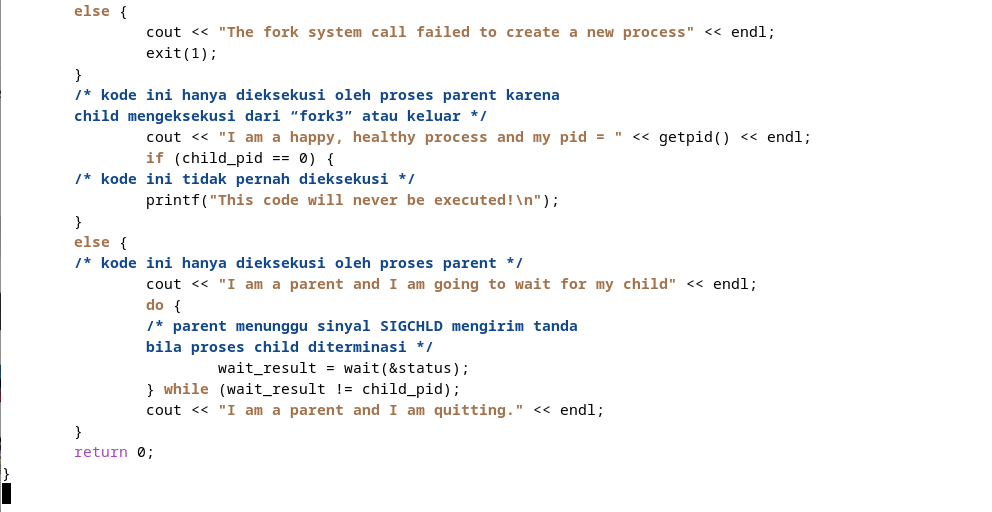 else {
cout << "The fork system call failed to create a new process" << endl;
exit(1);
}
/* kode ini hanya dieksekusi oleh proses parent karena
child mengeksekusi dari “fork3” atau keluar */
cout << "I am a happy, healthy process and my pid = " << getpid() << endl;
if (child_pid == 0) {
/* kode ini tidak pernah dieksekusi */
printf("This code will never be executed!\n");
}
else {
/* kode ini hanya dieksekusi oleh proses parent */
cout << "I am a parent and I am going to wait for my child" << endl;
do {
/* parent menunggu sinyal SIGCHLD mengirim tanda
bila proses child diterminasi */
wait_result = wait(&status);
} while (wait_result != child_pid);
cout << "I am a parent and I am quitting." << endl;
}
return 0;
}